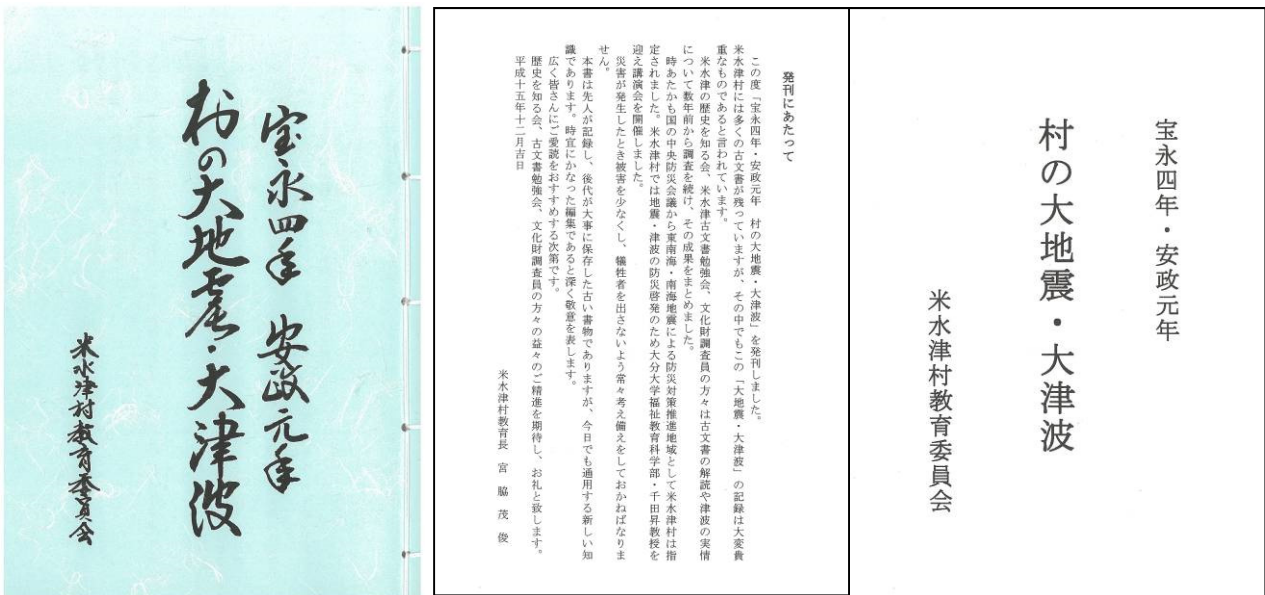 宝永四年 安政元年
村の大地震・大津波
米水津村教育委員会
発刊にあたって
この度「宝永四年・安政元年 村の大地震・大津波」を発刊しました。
米水津村には多くの古文書が残っていますが、その中でもこの「大地震・大津波」の記録は大変貴
重なものであると言われています。
米水津の歴史を知る会、米水津古文書勉強会、文化財調査員の方々は古文書の解読や津波の実情
について数年前から調査を続け、その成果をまとめました。
時あたかも国の中央防災会議から東南海・南海地震による防災対策推進地域として米水津村は指
定されました。米水津村では地震・津波の防災啓発のため大分大学福祉教育科学部・千田昇教授を
迎え講演会を開催しました。
災害が発生したとき被害を少なくし、犠牲者を出さないよう常々考え備えをしておかねばなりま
せん。
本書は先人が記録し、後代が大事に保存した古い書物でありますが、今日でも通用する新しい知
識であります。時宜にかなった編集であると深く敬意を表します。
広く皆さんにご愛読をおすすめする次第です。
歴史を知る会、古文書勉強会、文化財調査員の方々の益々のご精進を期待し、お礼と致します。
平成十五年十二月吉日
米水津村教育長 宮脇茂俊
宝永四年・安政元年
村の大地震・大津波
米水津村教育委員会